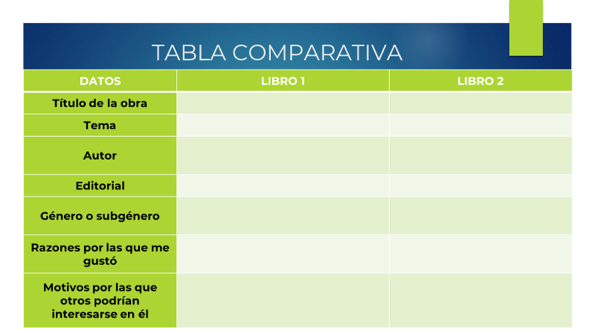 TABLA COMPARATIVA
DATOS LIBRO 1 LIBRO 2
Título de la obra
Tema
Autor
Editorial
Género o subgénero
Razones por las que me
gustó
Motivos por las que
otros podrían
interesarse en él